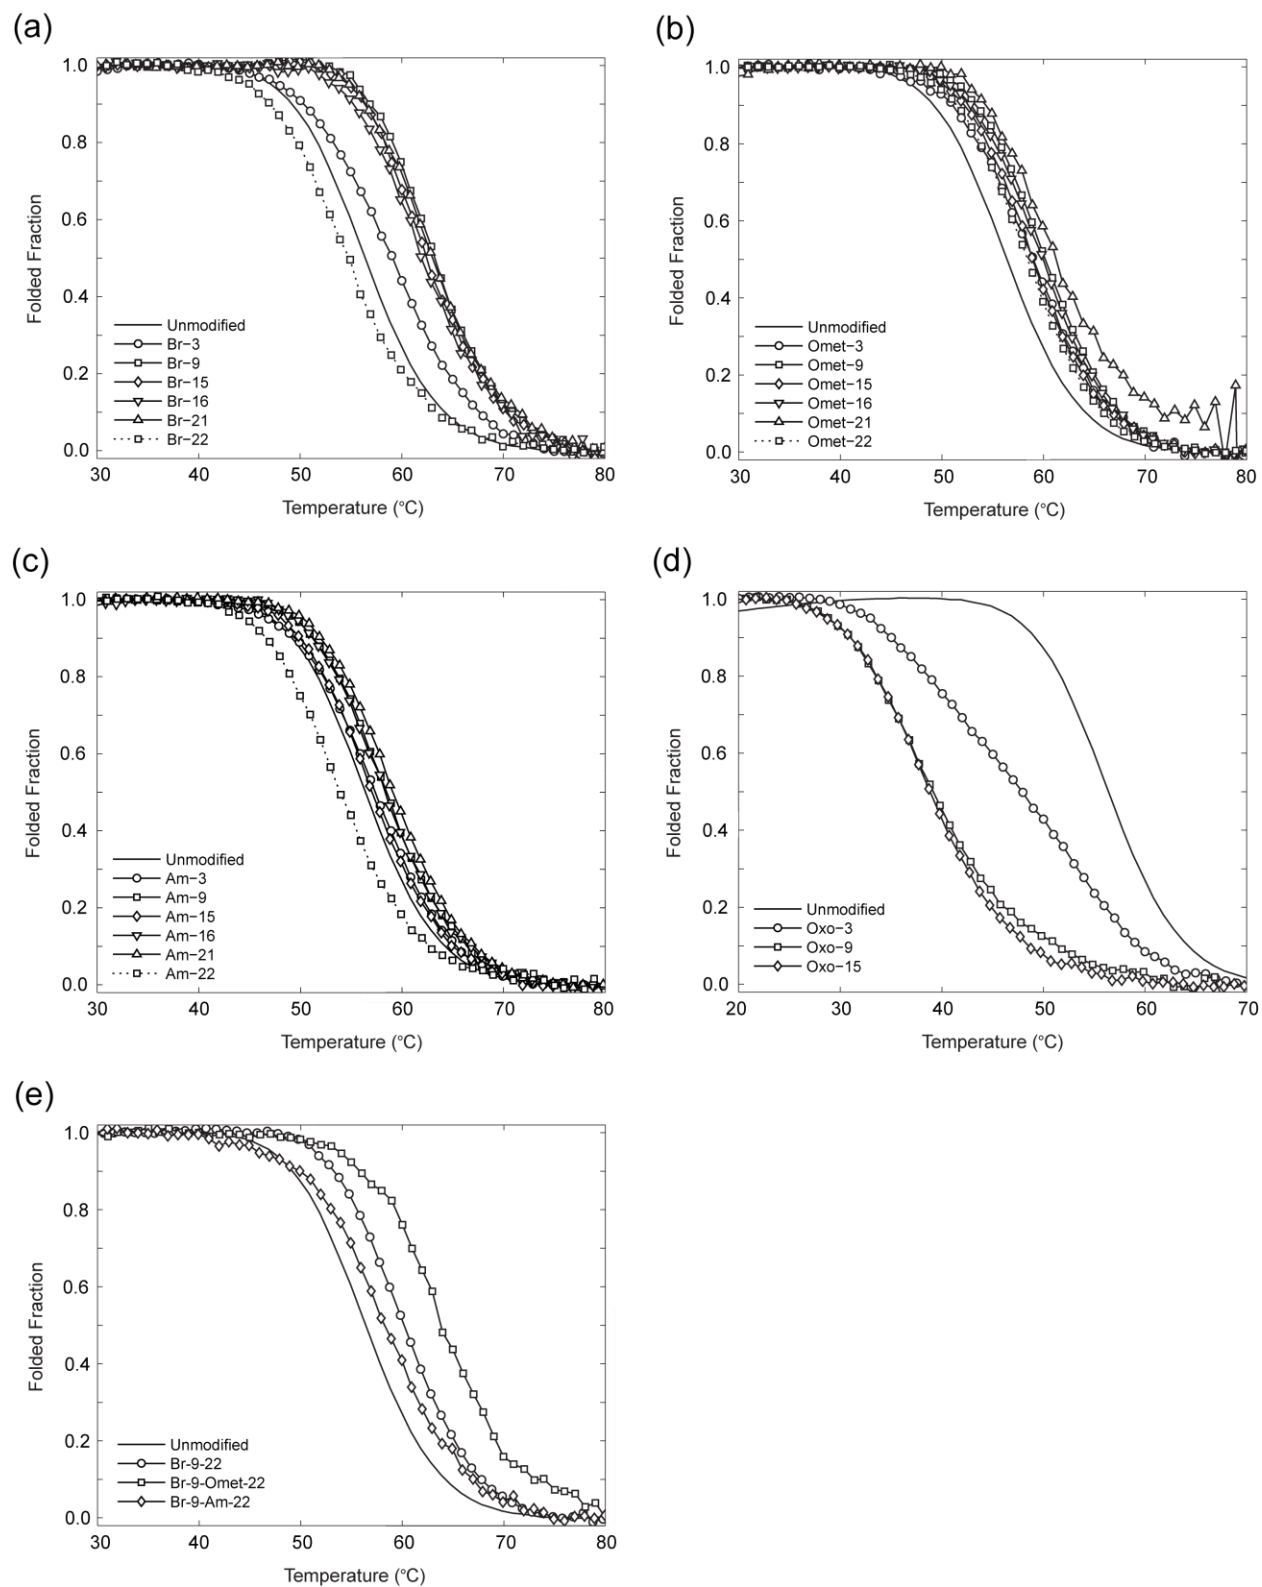 (a)
1.0
0.8
0.6
0.4
0.2
0.0
Folded Fraction
Unmodified
Br−3
Br−9
Br−15
Br−16
Br−21
Br−22
30 40 50 60 70 80
Temperature (°C)
(b)
1.0
0.8
0.6
0.4
0.2
0.0
Folded Fraction
Unmodified
Omet−3
Omet−9
Omet−15
Omet−16
Omet−21
Omet−22
30 40 50 60 70 80
Temperature (°C)
(c)
1.0
0.8
0.6
0.4
0.2
0.0
Folded Fraction
Unmodified
Am−3
Am−9
Am−15
Am−16
Am−21
Am−22
30 40 50 60 70 80
Temperature (°C)
(d)
1.0
0.8
0.6
0.4
0.2
0.0
Folded Fraction
Unmodified
Oxo−3
Oxo−9
Oxo−15
20 30 40 50 60 70
Temperature (°C)
(e)
1.0
0.8
0.6
0.4
0.2
0.0
Folded Fraction
Unmodified
Br-9-22
Br-9-Omet-22
Br-9-Am-22
30 40 50 60 70 80
Temperature (°C)